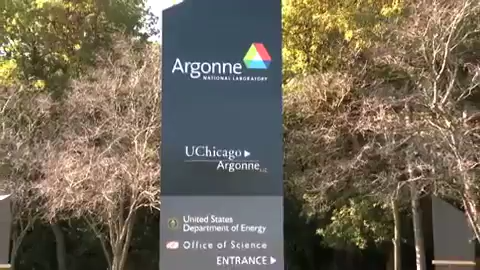 Argonne
NATIONAL LABORATORY
UChicago ▸
Argonne LLC
United States
Department of Energy
Office of Science
ENTRANCE ▸